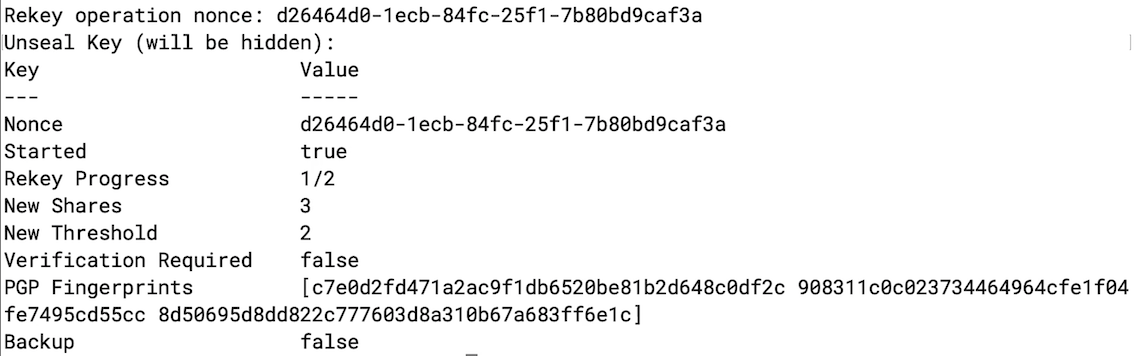 Rekey operation nonce: d26464d0-1ecb-84fc-25f1-7b80bd9caf3a
Unseal Key (will be hidden):
Key                     Value
---                     -----
Nonce                   d26464d0-1ecb-84fc-25f1-7b80bd9caf3a
Started                 true
Rekey Progress          1/2
New Shares              3
New Threshold           2
Verification Required   false
PGP Fingerprints        [c7e0d2fd471a2ac9f1db6520be81b2d648c0df2c 908311c0c023734464964cfe1f04
fe7495cd55cc 8d50695d8dd822c777603d8a310b67a683ff6e1c]
Backup                  false